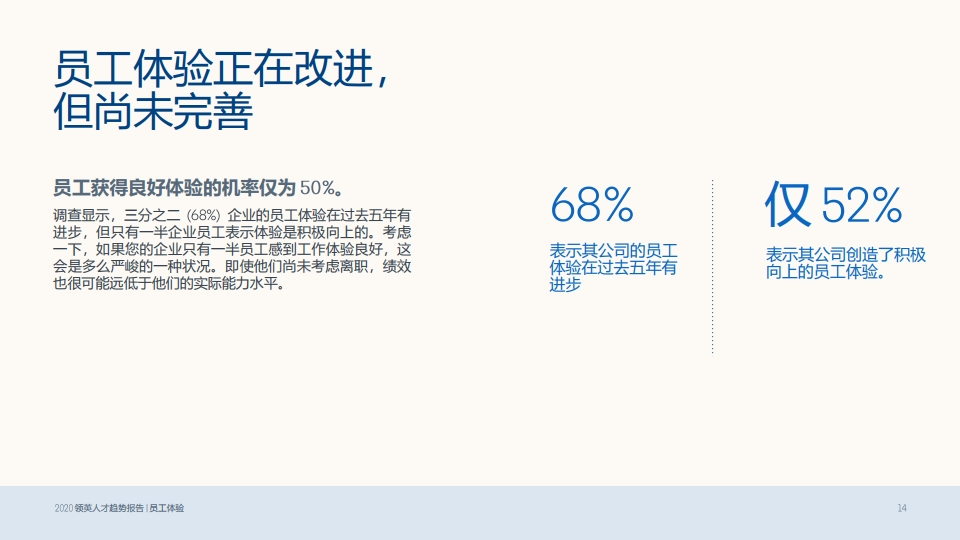 员工体验正在改进，
但尚未完善
员工获得良好体验的机率仅为 50%。
调查显示，三分之二 (68%) 企业的员工体验在过去五年有
进步，但只有一半企业员工表示体验是积极向上的。考虑
一下，如果您的企业只有一半员工感到工作体验良好，这
会是多么严峻的一种状况。即使他们尚未考虑离职，绩效
也很可能远低于他们的实际能力水平。
68%
表示其公司的员工
体验在过去五年有
进步
仅 52%
表示其公司创造了积极
向上的员工体验。
2020 领英人才趋势报告 | 员工体验
14